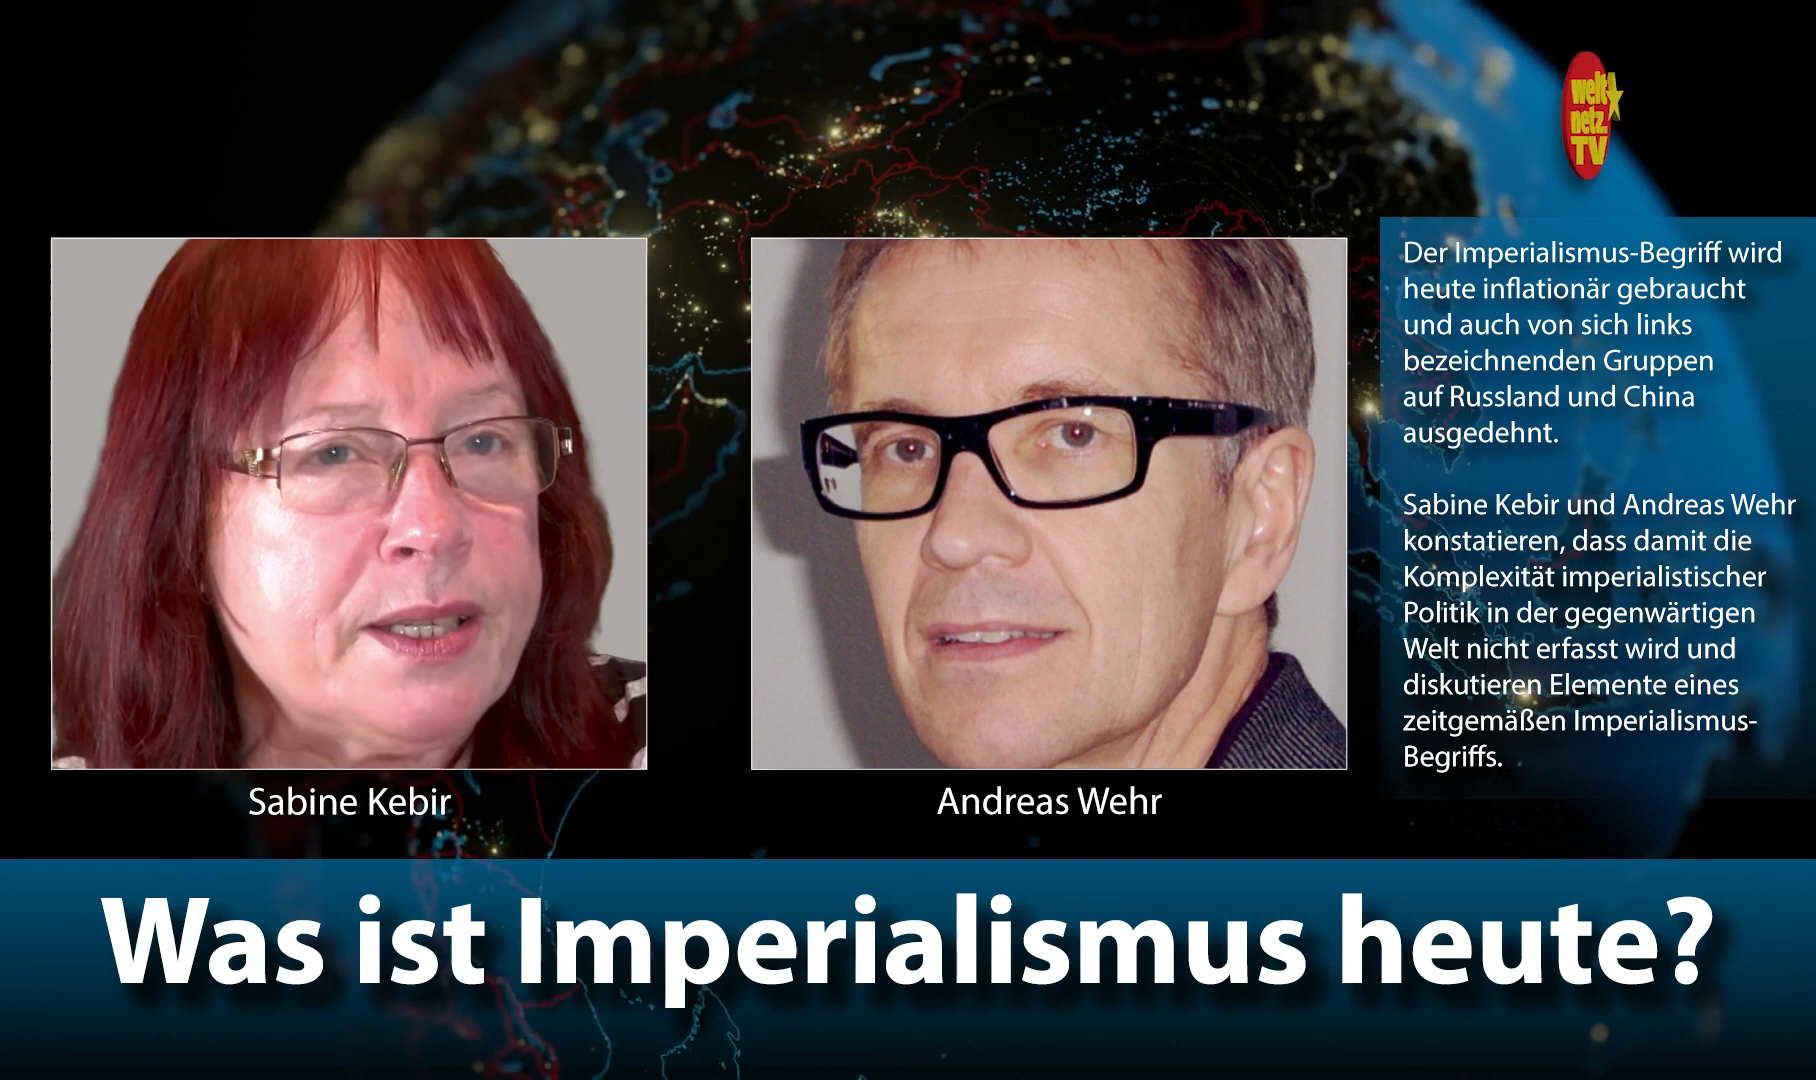 welt
netz.
TV
Der Imperialismus-Begriff wird
heute inflationär gebraucht
und auch von sich links
bezeichnenden Gruppen
auf Russland und China
ausgedehnt.
Sabine Kebir und Andreas Wehr
konstatieren, dass damit die
Komplexität imperialistischer
Politik in der gegenwärtigen
Welt nicht erfasst wird und
diskutieren Elemente eines
zeitgemäßen Imperialismus-
Begriffs.
Sabine Kebir
Andreas Wehr
Was ist Imperialismus heute?